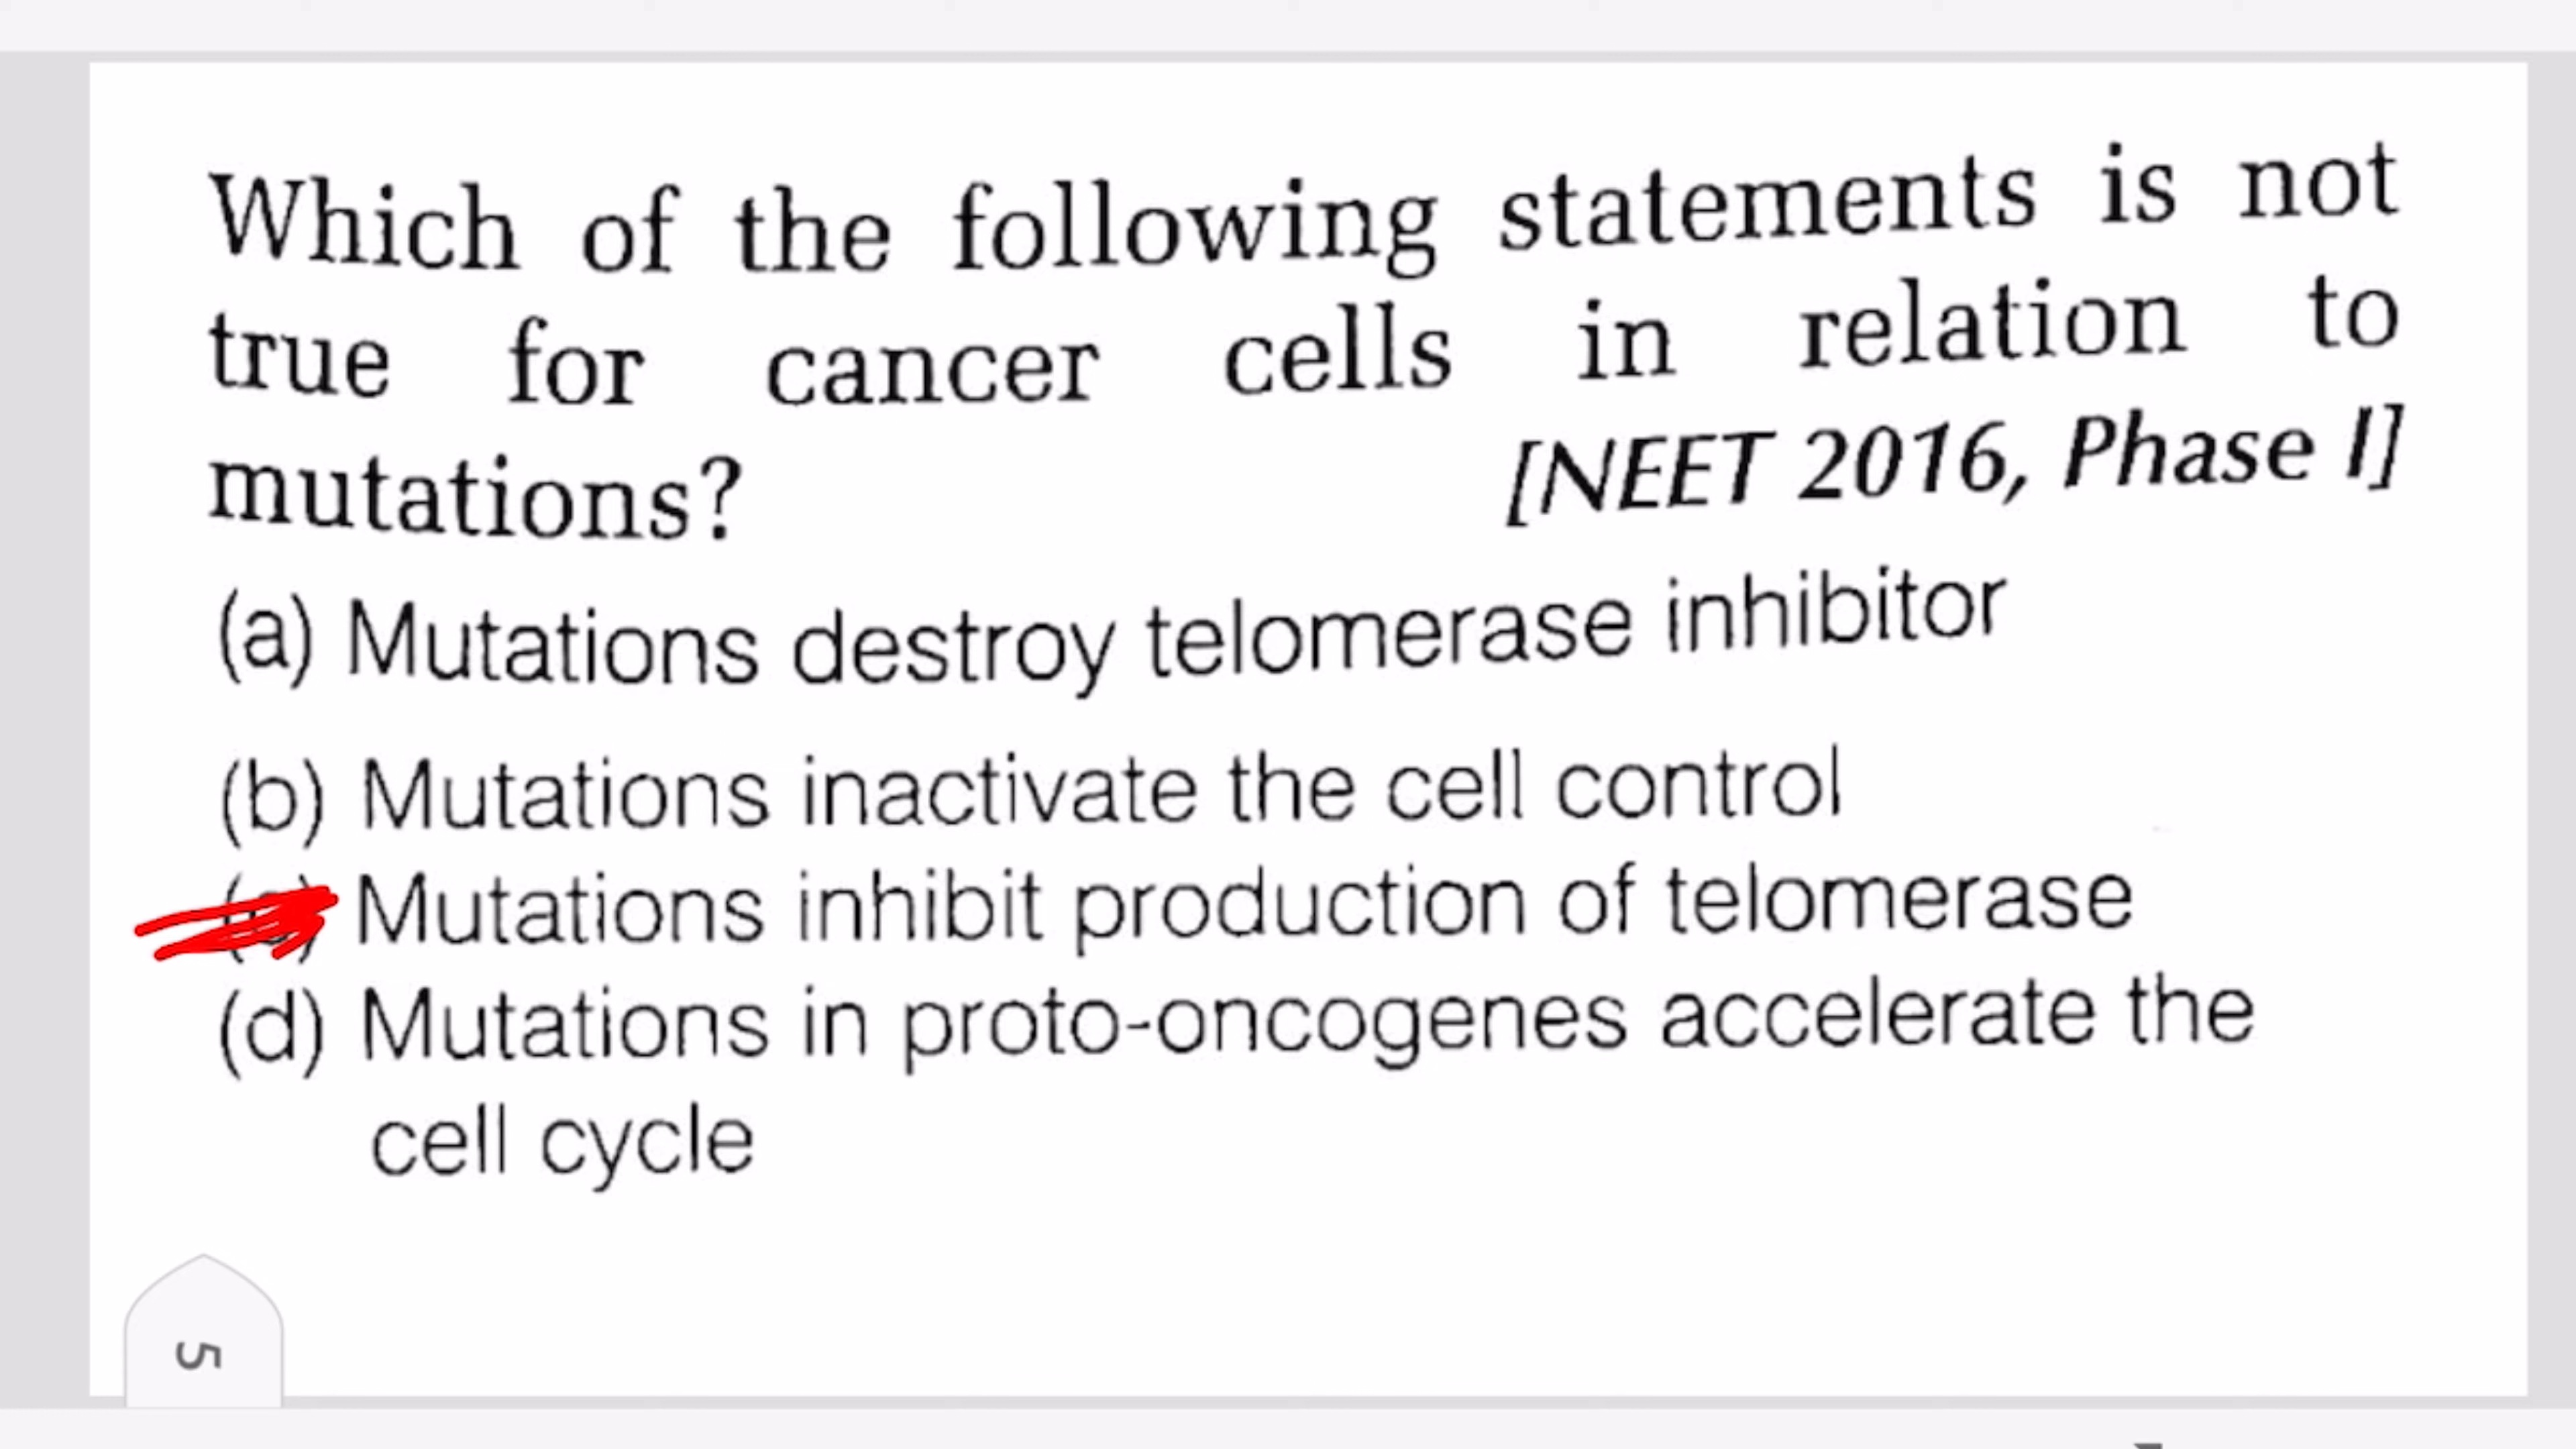 Which of the following statements is not
true for cancer cells in relation to
mutations? [NEET 2016, Phase I]
(a) Mutations destroy telomerase inhibitor
(b) Mutations inactivate the cell control
(c) Mutations inhibit production of telomerase
(d) Mutations in proto-oncogenes accelerate the
cell cycle
5